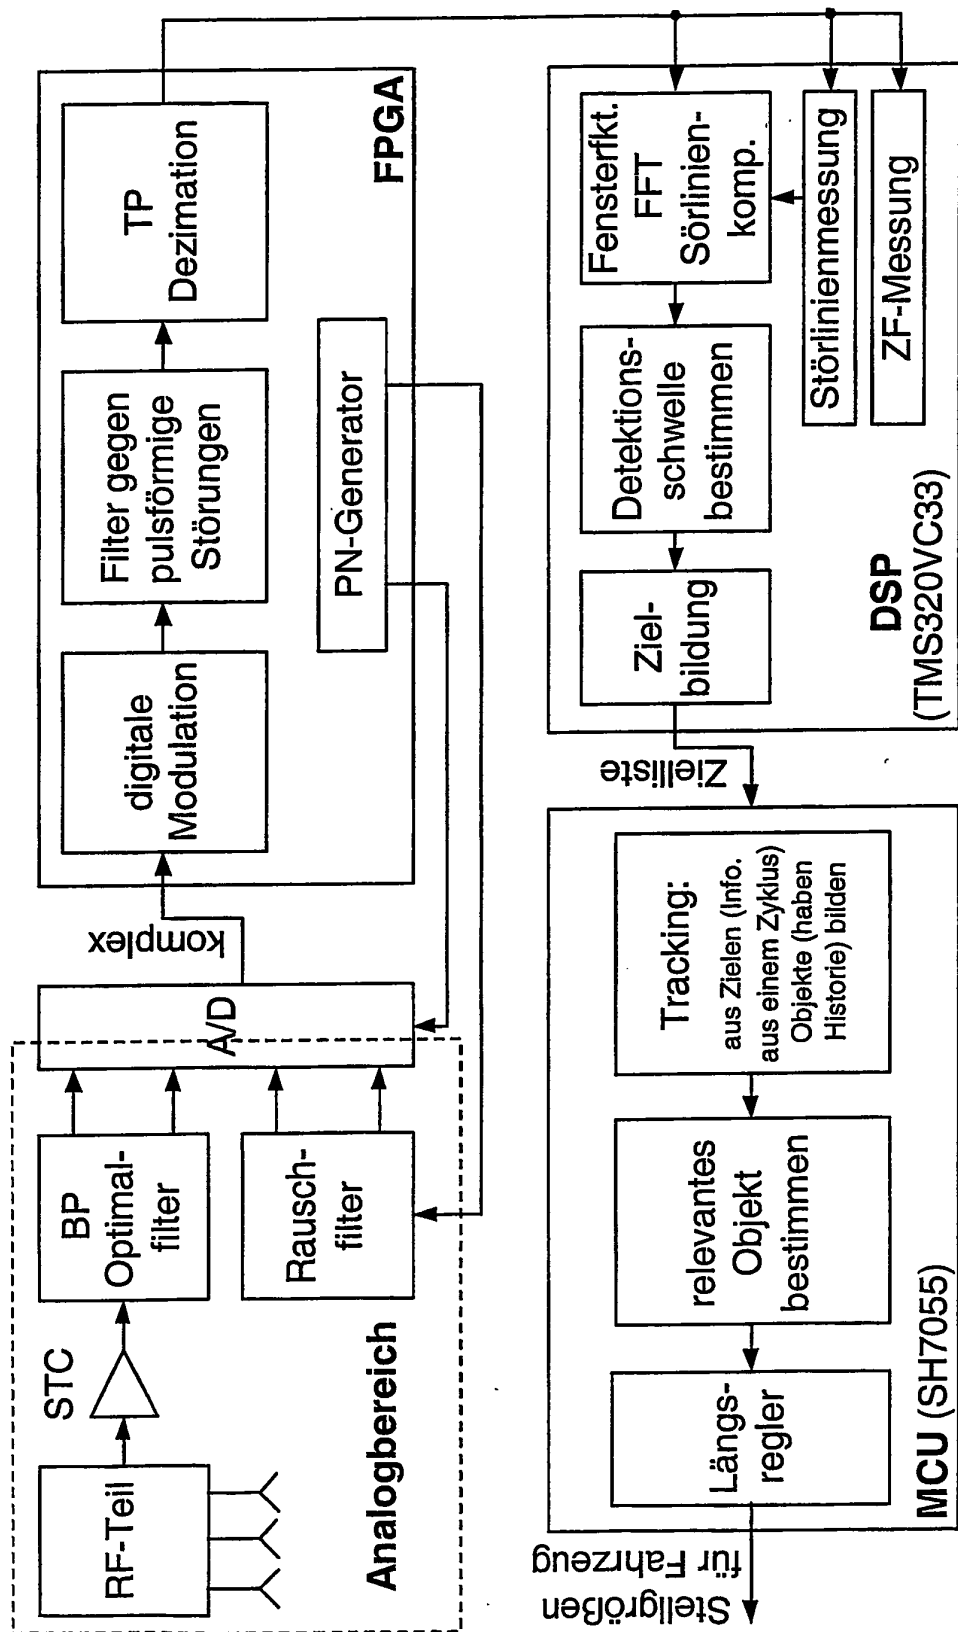 RF-Teil
STC
BP
Optimal-
filter
Rausch-
filter
Analogbereich
A/D
komplex
digitale
Modulation
Filter gegen
pulsförmige
Störungen
TP
Dezimation
PN-Generator
FPGA
Fensterfkt.
FFT
Sörlinien-
komp.
Störlinienmessung
ZF-Messung
Detektions-
schwelle
bestimmen
Ziel-
bildung
DSP
(TMS320VC33)
Zielliste
Tracking:
aus Zielen (Info.
aus einem Zyklus)
Objekte (haben
Historie) bilden
relevantes
Objekt
bestimmen
Längs-
regler
MCU (SH7055)
Stellgrößen
für Fahrzeug